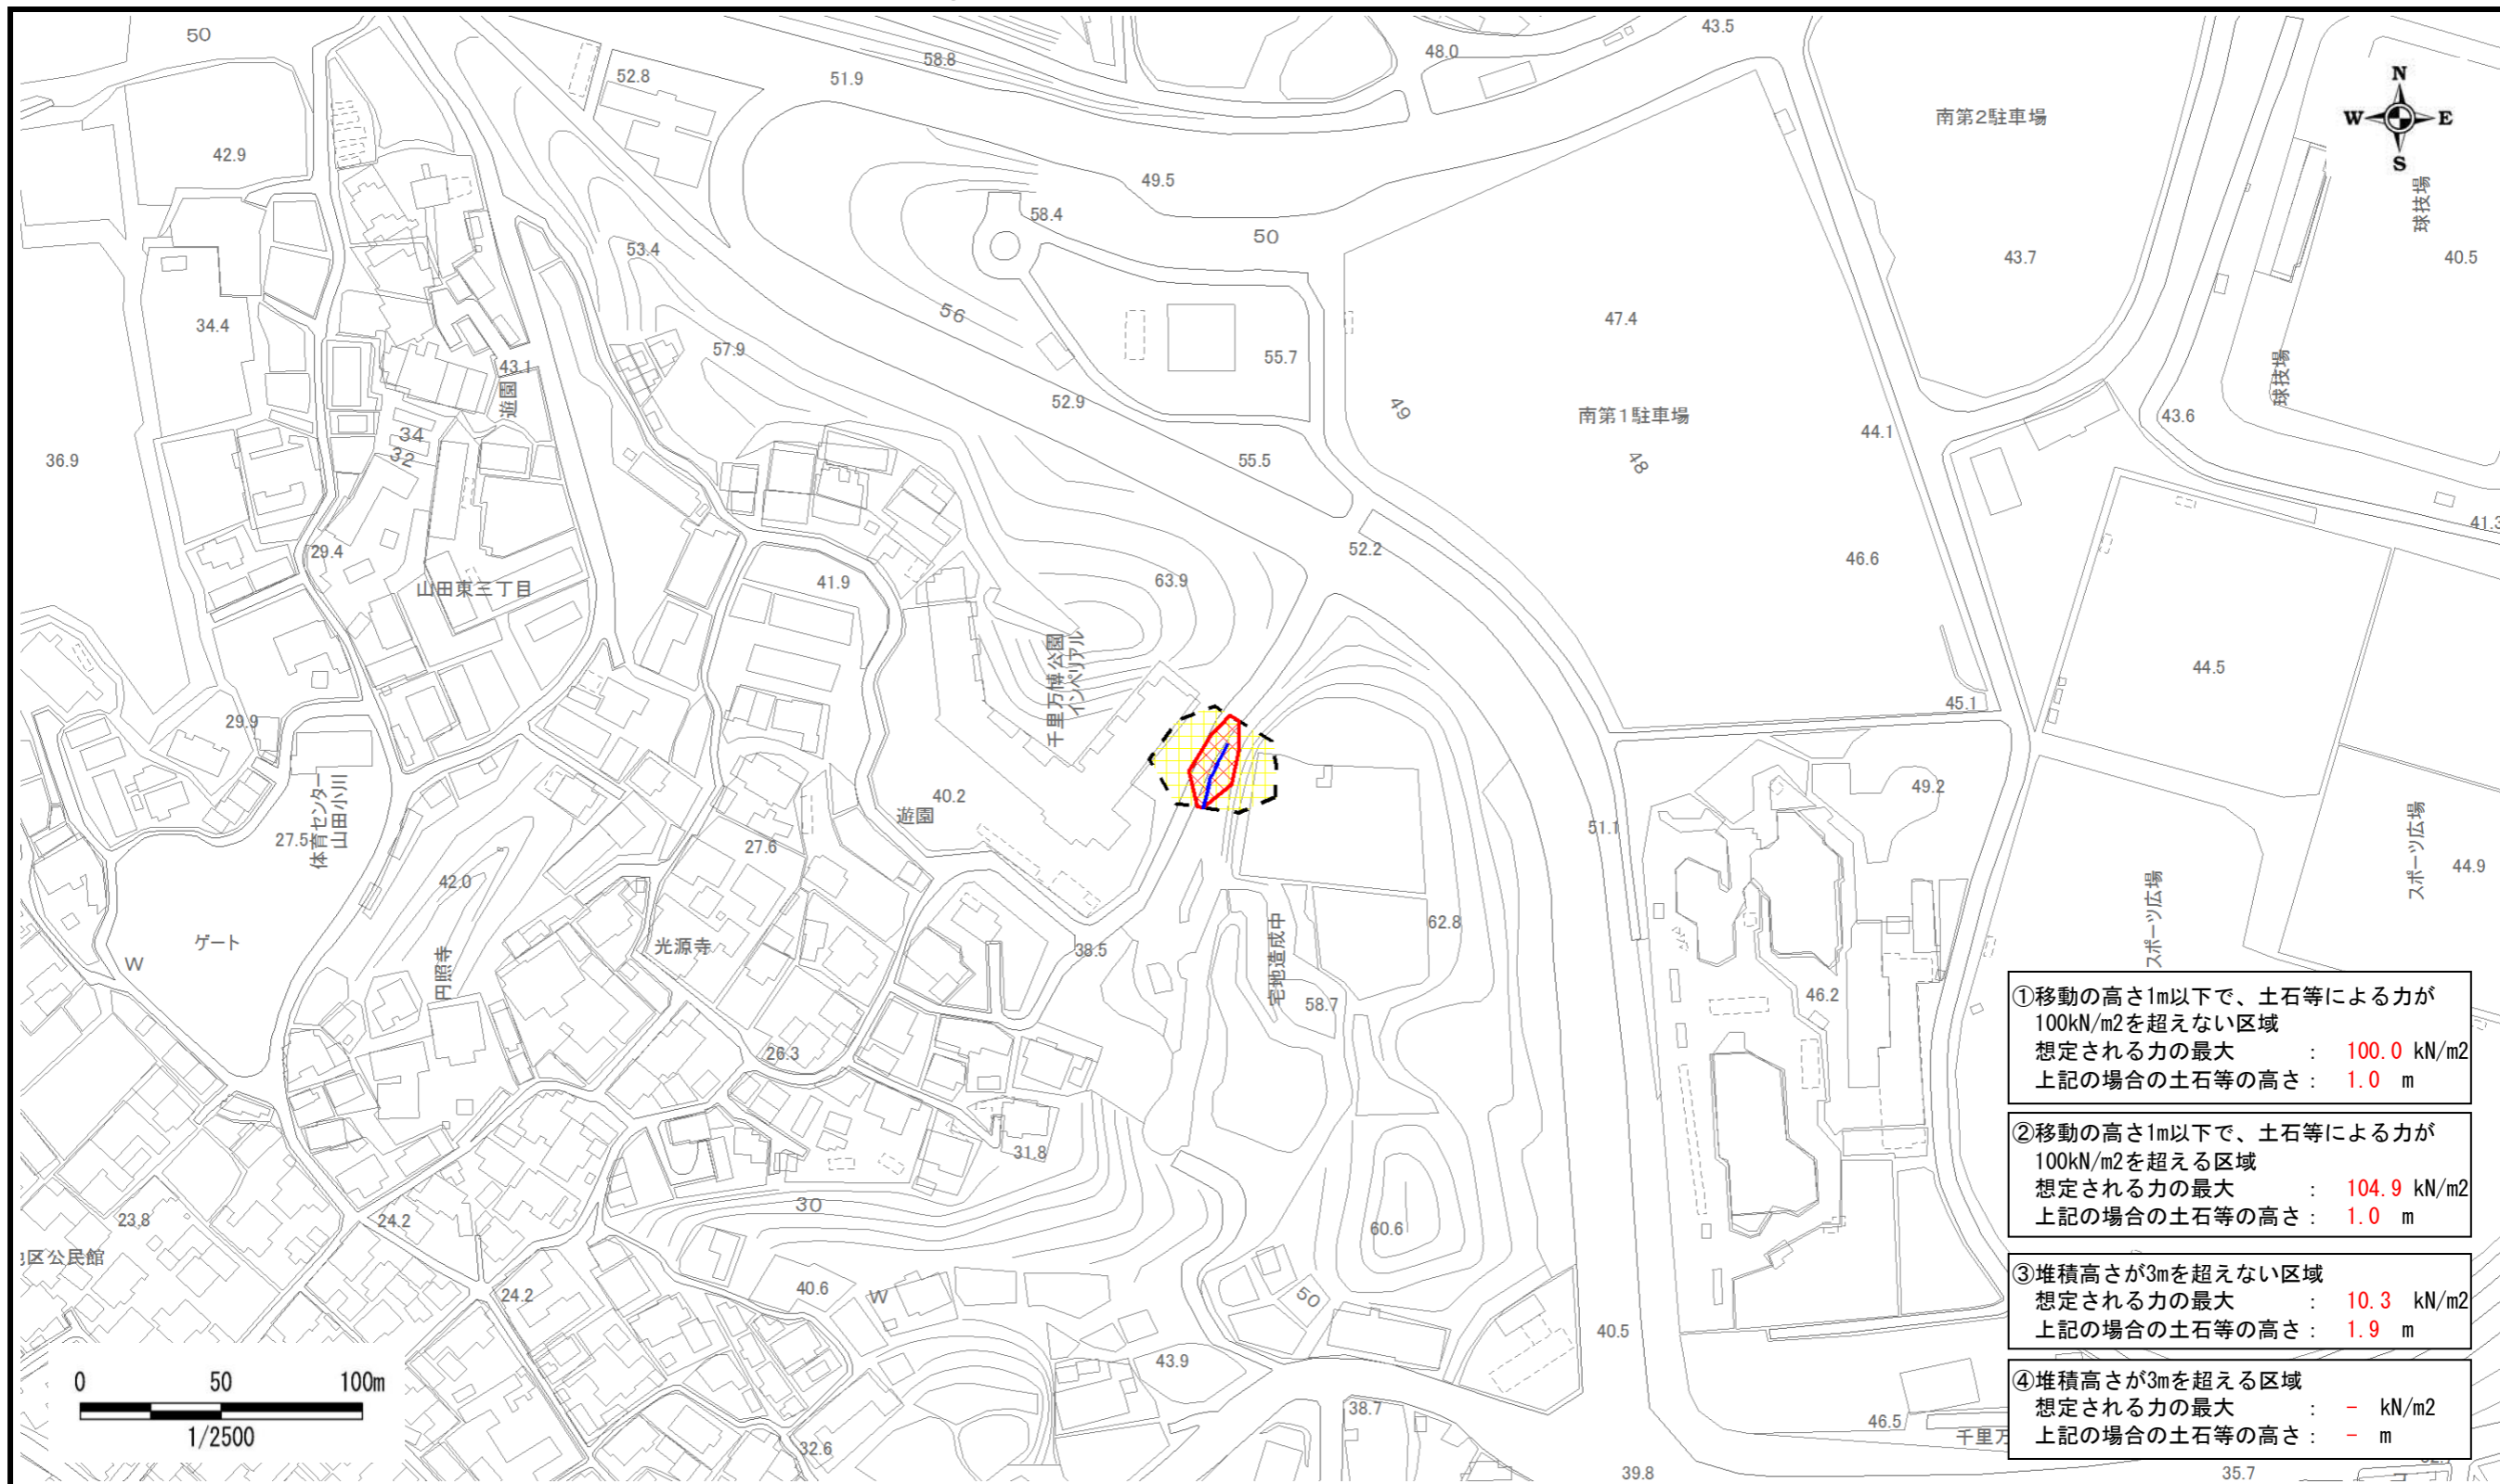 50
58.8
48.0
43.5
52.8
51.9
N
W
E
S
南第2駐車場
42.9
49.5
球技場
58.4
53.4
50
43.7
40.5
56
34.4
47.4
57.9
55.7
43.1
遊園
球技場
52.9
49
南第1駐車場
43.6
34
44.1
32
36.9
55.5
48
41.3
29.4
52.2
46.6
山田東三丁目
41.9
63.9
千里万博公園
インペリアル
44.5
29.9
45.1
体育センター
山田小川
27.5
49.2
40.2
遊園
27.6
51.1
スポーツ広場
42.0
44.9
スポーツ広場
62.8
ゲート
光源寺
38.5
円照寺
W
宅地造成中
58.7
46.2
26.3
31.8
30
23.8
24.2
60.6
区公民館
24.2
40.6
W
50
40.5
43.9
38.7
46.5
千里万
32.6
39.8
35.7
①移動の高さ1m以下で、土石等による力が
100kN/m2を超えない区域
想定される力の最大 : 100.0 kN/m2
上記の場合の土石等の高さ : 1.0 m
②移動の高さ1m以下で、土石等による力が
100kN/m2を超える区域
想定される力の最大 : 104.9 kN/m2
上記の場合の土石等の高さ : 1.0 m
③堆積高さが3mを超えない区域
想定される力の最大 : 10.3 kN/m2
上記の場合の土石等の高さ : 1.9 m
④堆積高さが3mを超える区域
想定される力の最大 : - kN/m2
上記の場合の土石等の高さ : - m
0 50 100m
1/2500